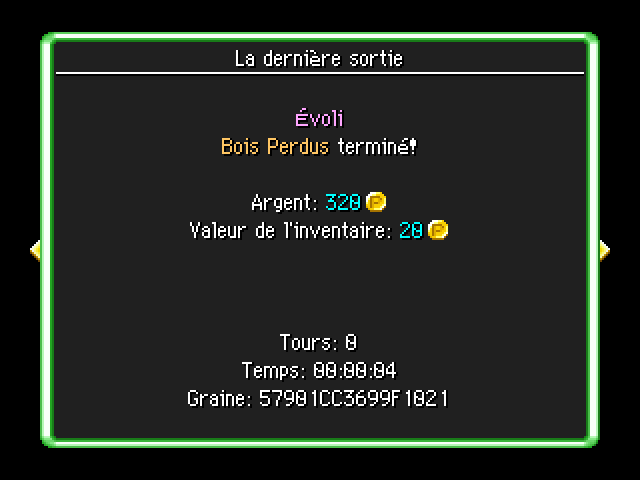 La dernière sortie
Évoli
Bois Perdus terminé!
Argent: 320
Valeur de l'inventaire: 20
Tours: 0
Temps: 00:00:04
Graine: 57901CC3699F1021